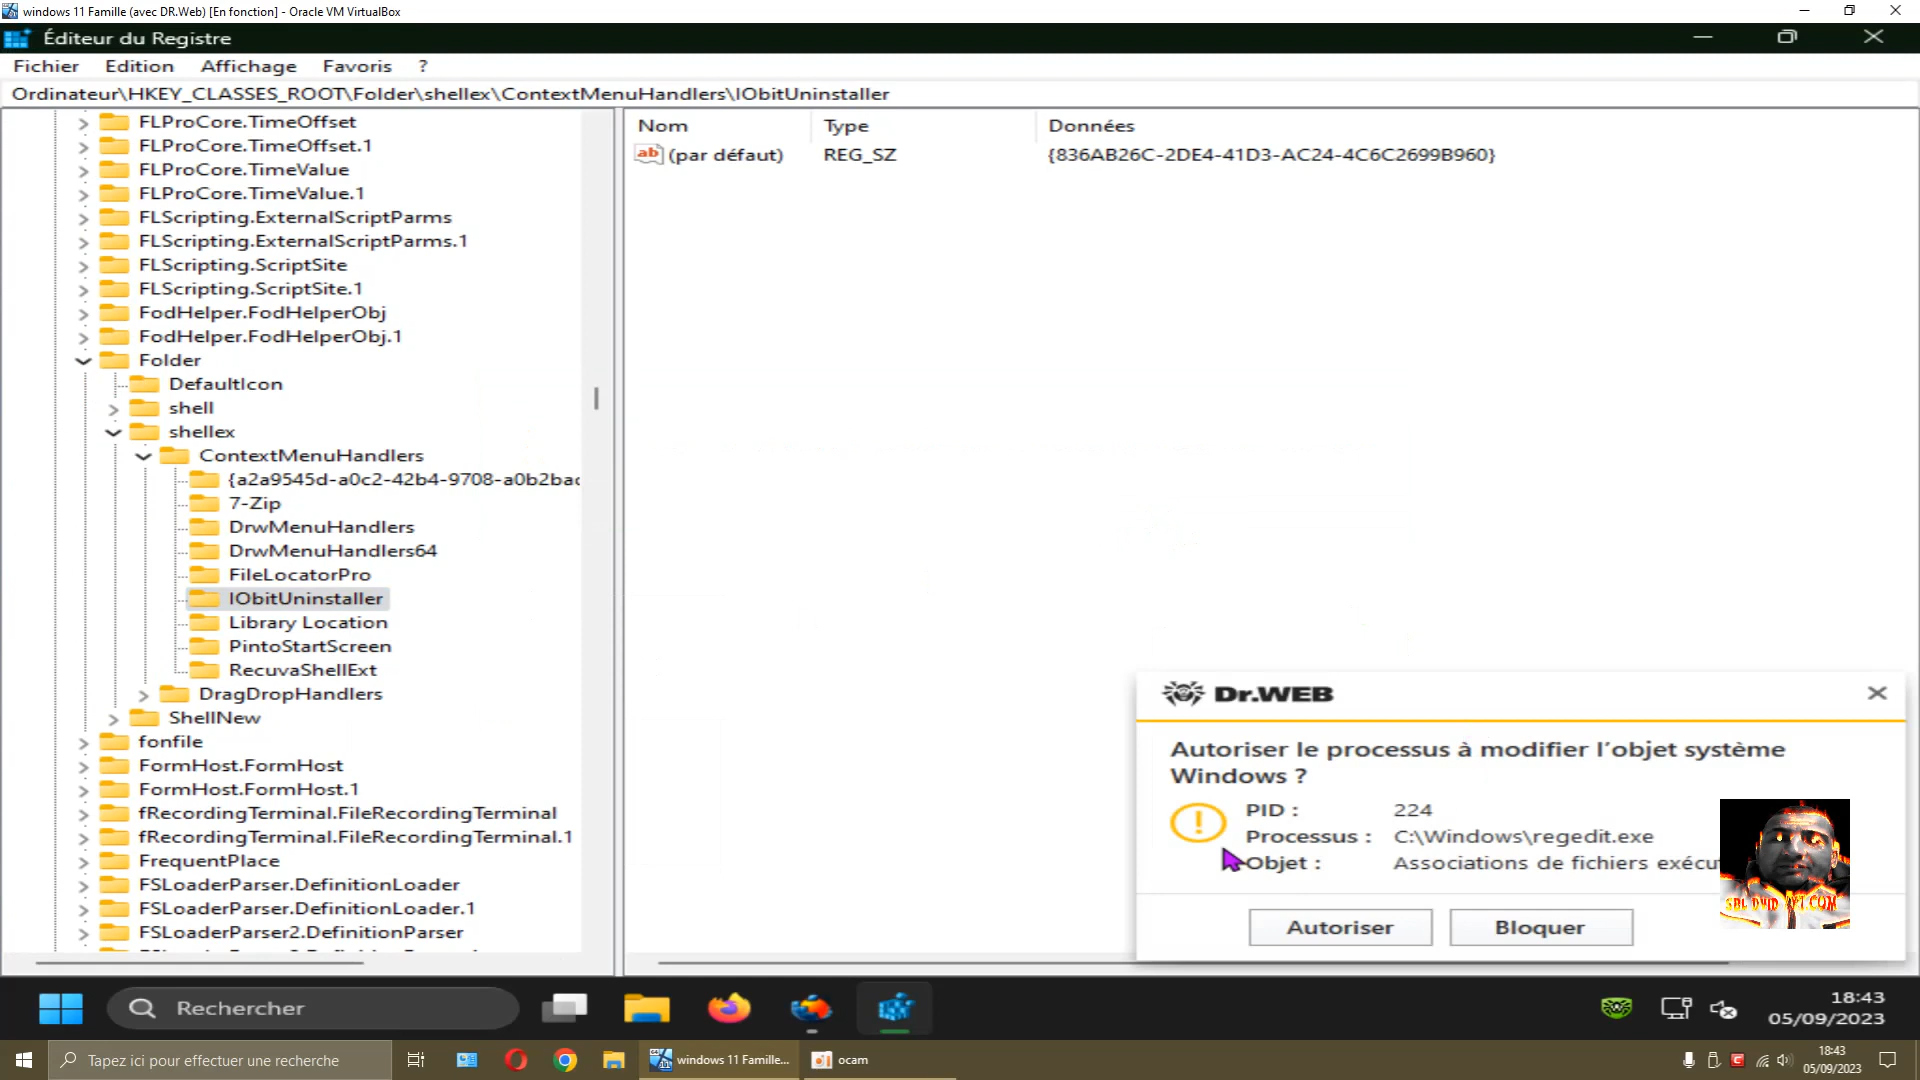 windows 11 Famille (avec DR.Web) [En fonction] - Oracle VM VirtualBox
Éditeur du Registre
Fichier Edition Affichage Favoris ?
Ordinateur\HKEY_CLASSES_ROOT\Folder\shellex\ContextMenuHandlers\IObitUninstaller
FLProCore.TimeOffset
FLProCore.TimeOffset.1
FLProCore.TimeValue
FLProCore.TimeValue.1
FLScripting.ExternalScriptParms
FLScripting.ExternalScriptParms.1
FLScripting.ScriptSite
FLScripting.ScriptSite.1
FodHelper.FodHelperObj
FodHelper.FodHelperObj.1
Folder
DefaultIcon
shell
shellex
ContextMenuHandlers
{a2a9545d-a0c2-42b4-9708-a0b2bac
7-Zip
DrwMenuHandlers
DrwMenuHandlers64
FileLocatorPro
IObitUninstaller
Library Location
PintoStartScreen
RecuvaShellExt
DragDropHandlers
ShellNew
fonfile
FormHost.FormHost
FormHost.FormHost.1
fRecordingTerminal.FileRecordingTerminal
fRecordingTerminal.FileRecordingTerminal.1
FrequentPlace
FSLoaderParser.DefinitionLoader
FSLoaderParser.DefinitionLoader.1
FSLoaderParser2.DefinitionParser
Nom Type Données
ab (par défaut) REG_SZ {836AB26C-2DE4-41D3-AC24-4C6C2699B960}
Dr.WEB
Autoriser le processus à modifier l'objet système
Windows ?
PID : 224
Processus : C:\Windows\regedit.exe
Objet : Associations de fichiers exécu
Autoriser Bloquer
Rechercher
18:43
05/09/2023
Tapez ici pour effectuer une recherche
windows 11 Famille...
ocam
18:43
05/09/2023